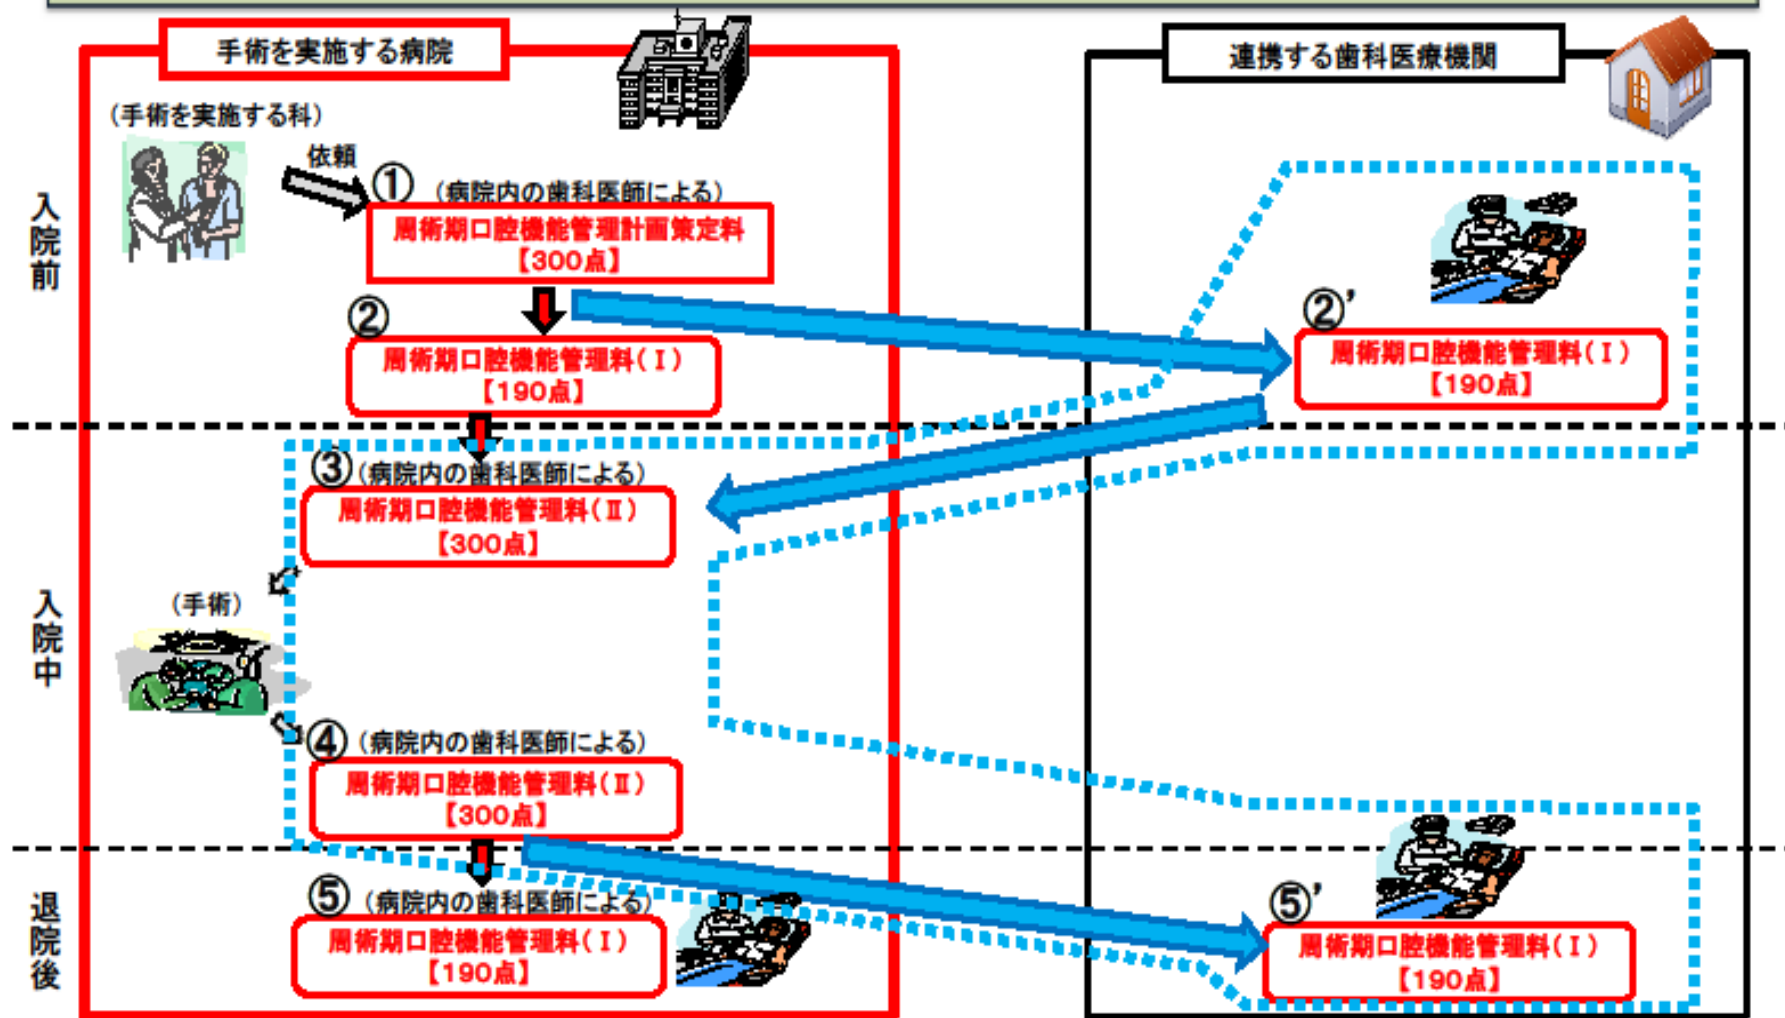 手術を実施する病院
連携する歯科医療機関
(手術を実施する科)
依頼
入院前
① (病院内の歯科医師による)
周術期口腔機能管理計画策定料
【300点】
②
周術期口腔機能管理料(Ⅰ)
【190点】
②’
周術期口腔機能管理料(Ⅰ)
【190点】
入院中
③(病院内の歯科医師による)
周術期口腔機能管理料(Ⅱ)
【300点】
(手術)
④ (病院内の歯科医師による)
周術期口腔機能管理料(Ⅱ)
【300点】
退院後
⑤ (病院内の歯科医師による)
周術期口腔機能管理料(Ⅰ)
【190点】
⑤’
周術期口腔機能管理料(Ⅰ)
【190点】